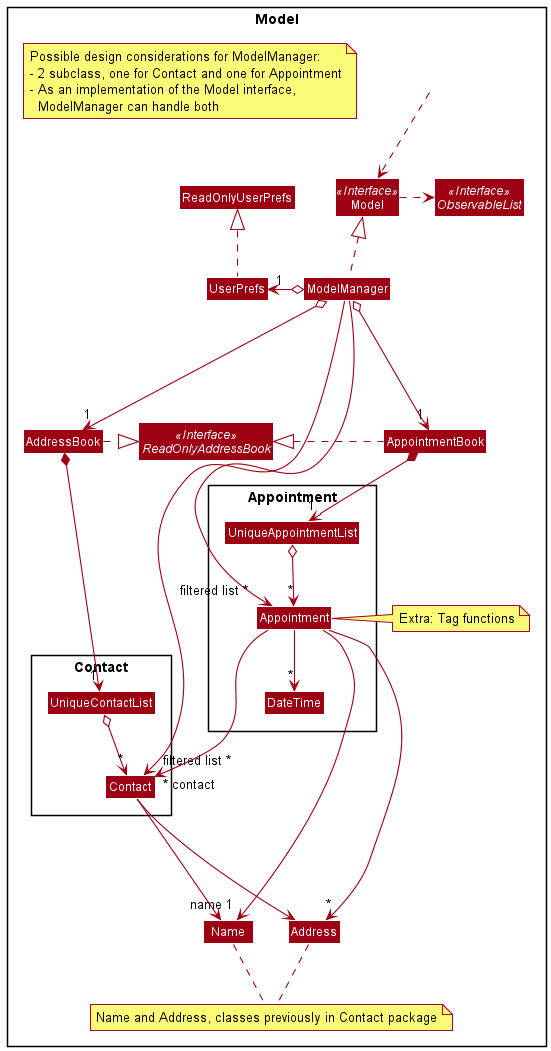 Model
Possible design considerations for ModelManager:
- 2 subclass, one for Contact and one for Appointment
- As an implementation of the Model interface,
ModelManager can handle both
ReadOnlyUserPrefs
«Interface»
Model
«Interface»
ObservableList
UserPrefs
1
ModelManager
1
1
AddressBook
«Interface»
ReadOnlyAddressBook
AppointmentBook
Appointment
1
UniqueAppointmentList
filtered list *
*
Appointment
Extra: Tag functions
Contact
1
*
UniqueContactList
DateTime
*
filtered list *
Contact
* contact
name 1
*
Name
Address
Name and Address, classes previously in Contact package